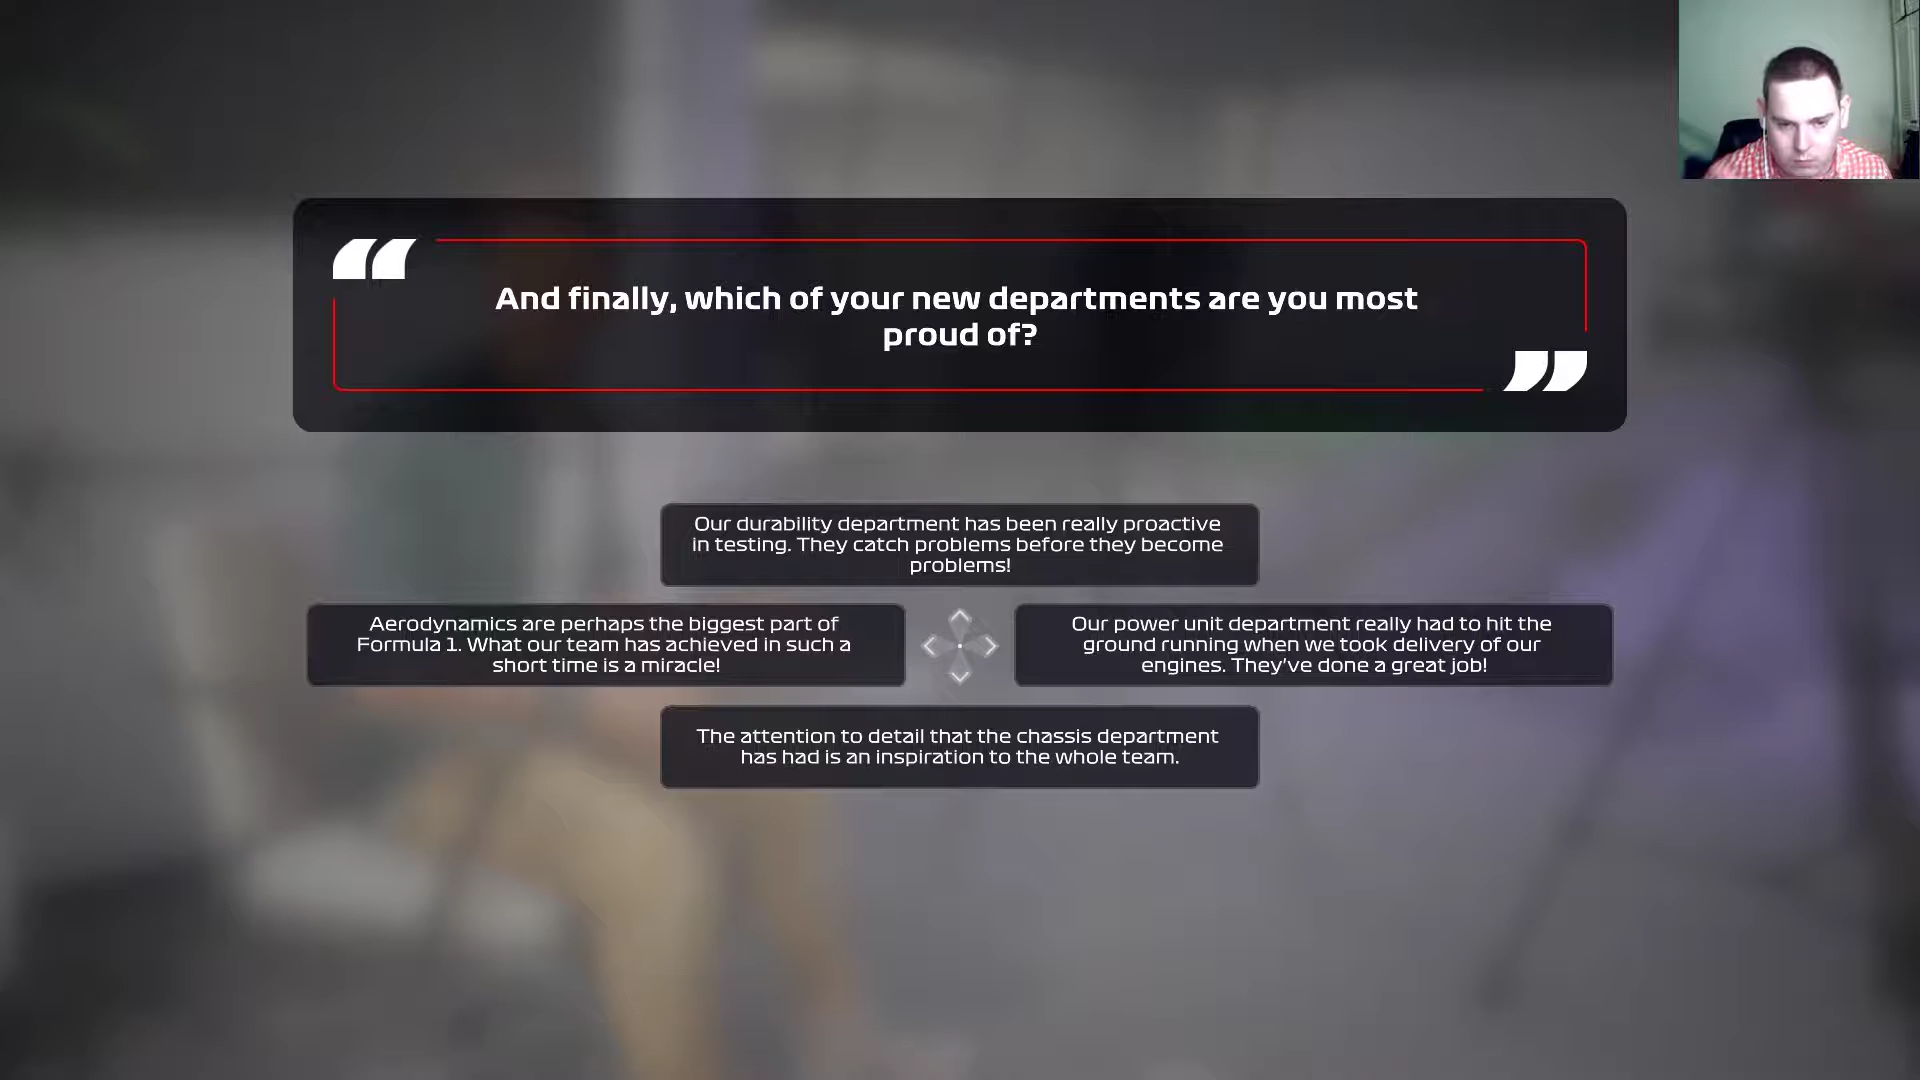 And finally, which of your new departments are you most
proud of?
Our durability department has been really proactive
in testing. They catch problems before they become
problems!
Aerodynamics are perhaps the biggest part of
Formula 1. What our team has achieved in such a
short time is a miracle!
Our power unit department really had to hit the
ground running when we took delivery of our
engines. They've done a great job!
The attention to detail that the chassis department
has had is an inspiration to the whole team.